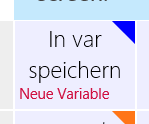 In var
speichern
Neue Variable